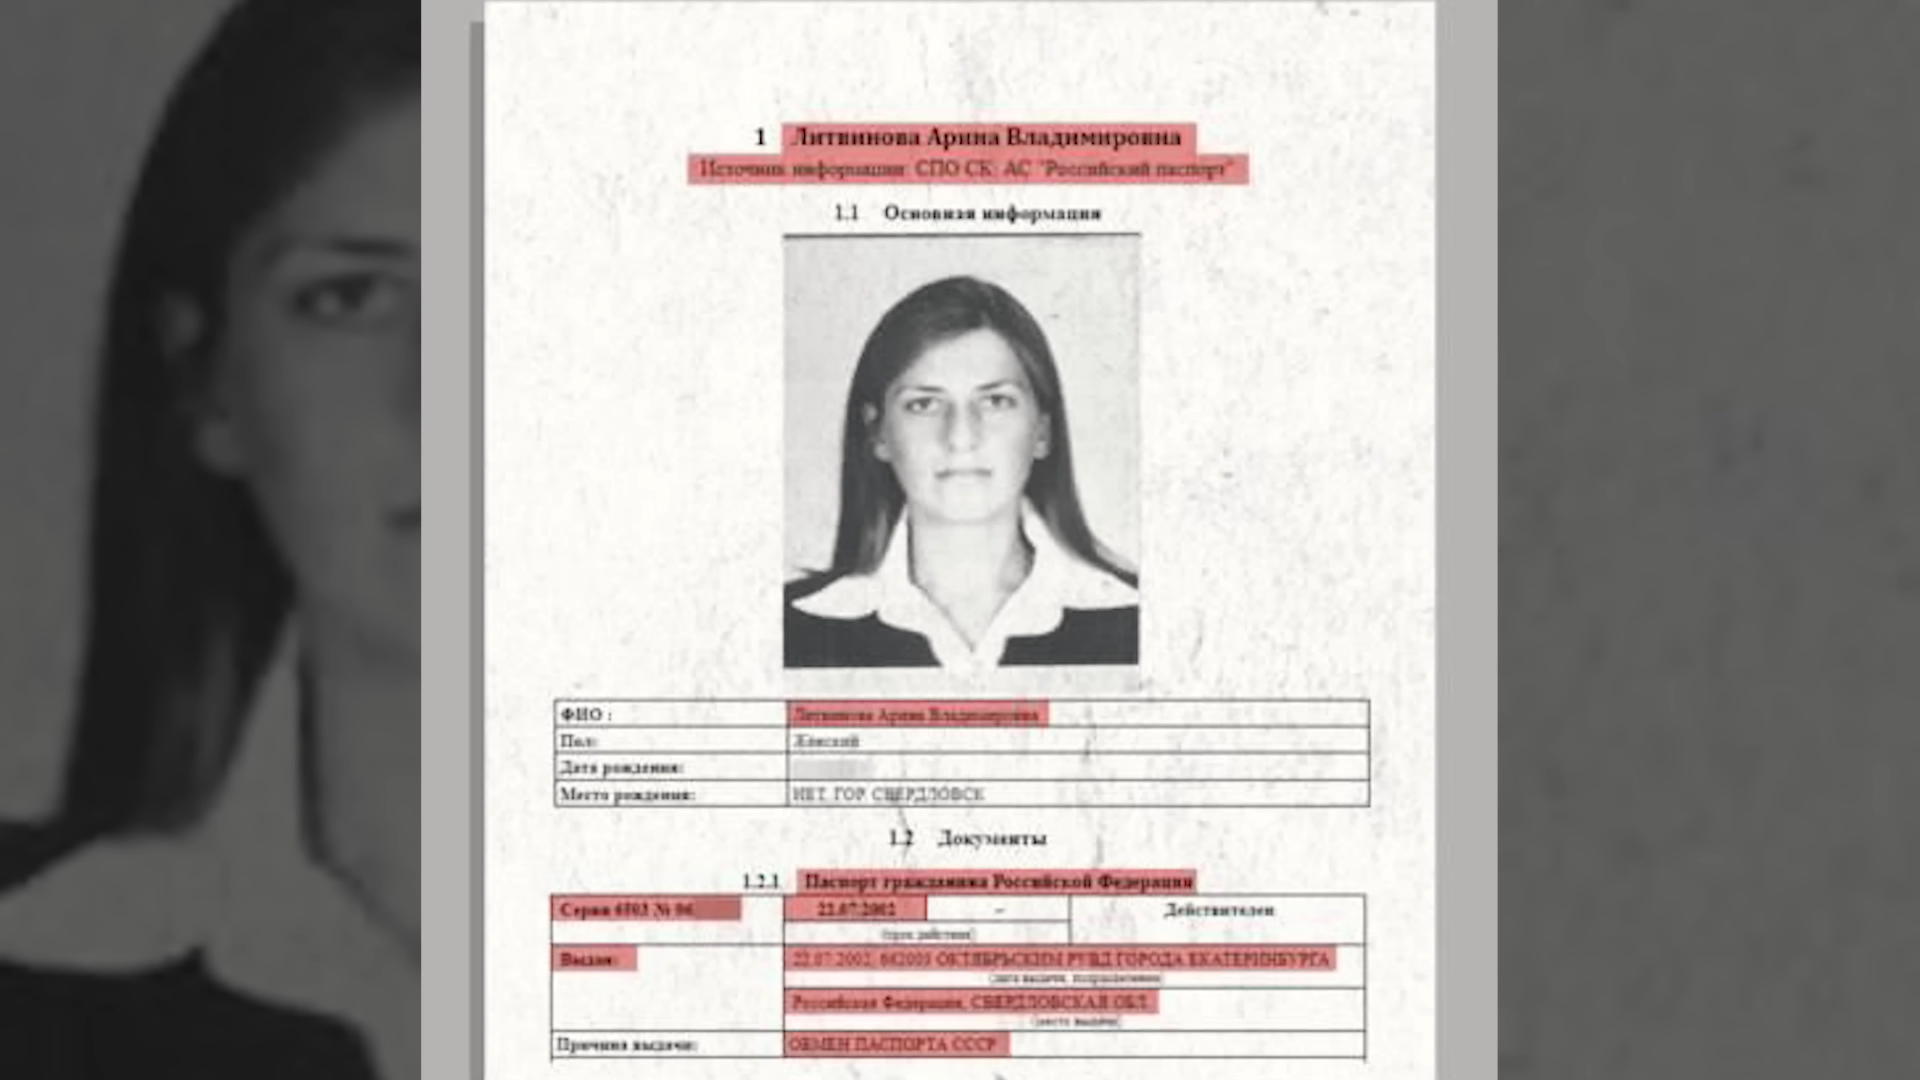 1 Литвинова Арина Владимировна
Источник информации: СПО СК: АС "Российский паспорт"
1.1 Основная информация
ФИО : Литвинова Арина Владимировна
Пол: Женский
Дата рождения:
Место рождения: НЕТ, ГОР. СВЕРДЛОВСК
1.2 Документы
1.2.1 Паспорт гражданина Российской Федерации
Серия 6502 № 96 22.07.2002 – Действителен
(срок действия)
Выдан: 22.07.2002, 662003 ОКТЯБРЬСКИМ РУВД ГОРОДА ЕКАТЕРИНБУРГА
(дата выдачи, подразделение)
Российская Федерация, СВЕРДЛОВСКАЯ ОБЛ.
(место выдачи)
Причина выдачи: ОБМЕН ПАСПОРТА СССР